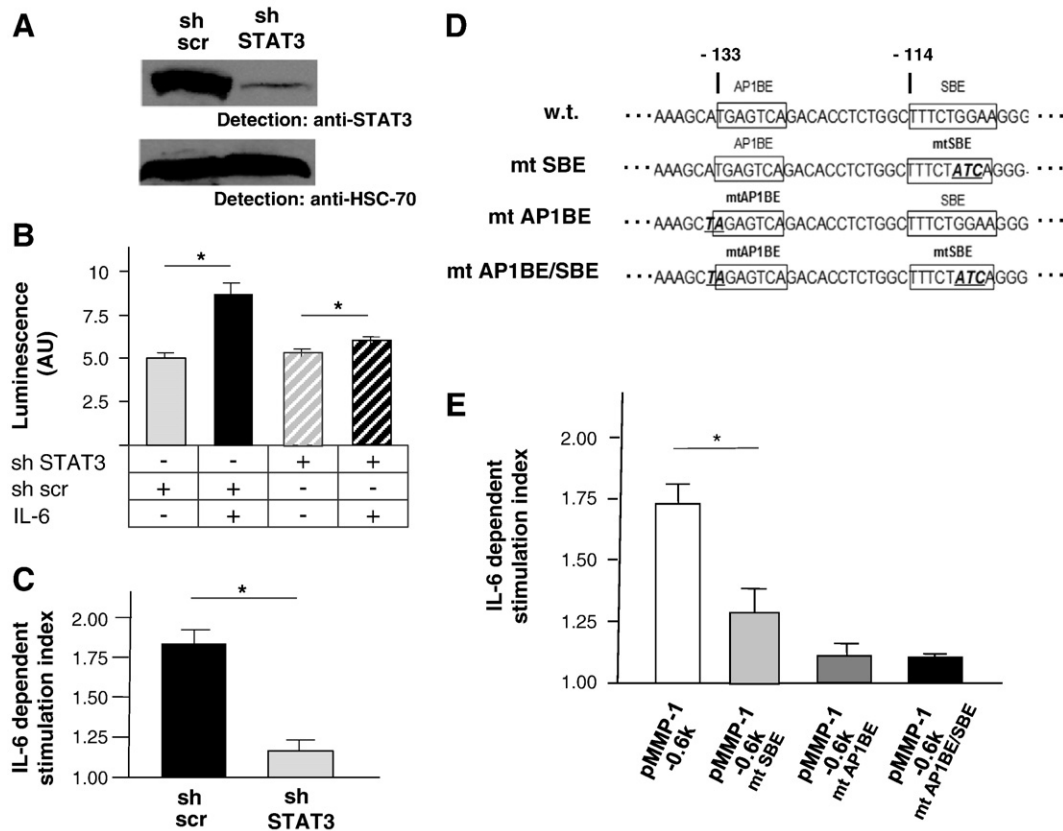 A
sh scr
sh STAT3
Detection: anti-STAT3
Detection: anti-HSC-70
B
Luminescence (AU)
10
7.5
5.0
2.5
*
*
sh STAT3 - - + +
sh scr + + - -
IL-6 - + - +
C
IL-6 dependent stimulation index
2.00
1.75
1.50
1.25
1.00
*
sh scr
sh STAT3
D
- 133
- 114
AP1BE SBE
w.t. ···AAAGCATGAGTCAGACACCTCTGGCTTTCTGGAAGGG ···
AP1BE mtSBE
mt SBE ···AAAGCATGAGTCAGACACCTCTGGCTTTCTATCAGGG- ···
mtAP1BE SBE
mt AP1BE ···AAAGCTAGAGTCAGACACCTCTGGCTTTCTGGAAGGG ···
mtAP1BE mtSBE
mt AP1BE/SBE ···AAAGCTAGAGTCAGACACCTCTGGCTTTCTATCAGGG ···
E
IL-6 dependent stimulation index
2.00
1.75
1.50
1.25
1.00
*
pMMP-1 -0.6k
pMMP-1 -0.6k mt SBE
pMMP-1 -0.6k mt AP1BE
pMMP-1 -0.6k mt AP1BE/SBE